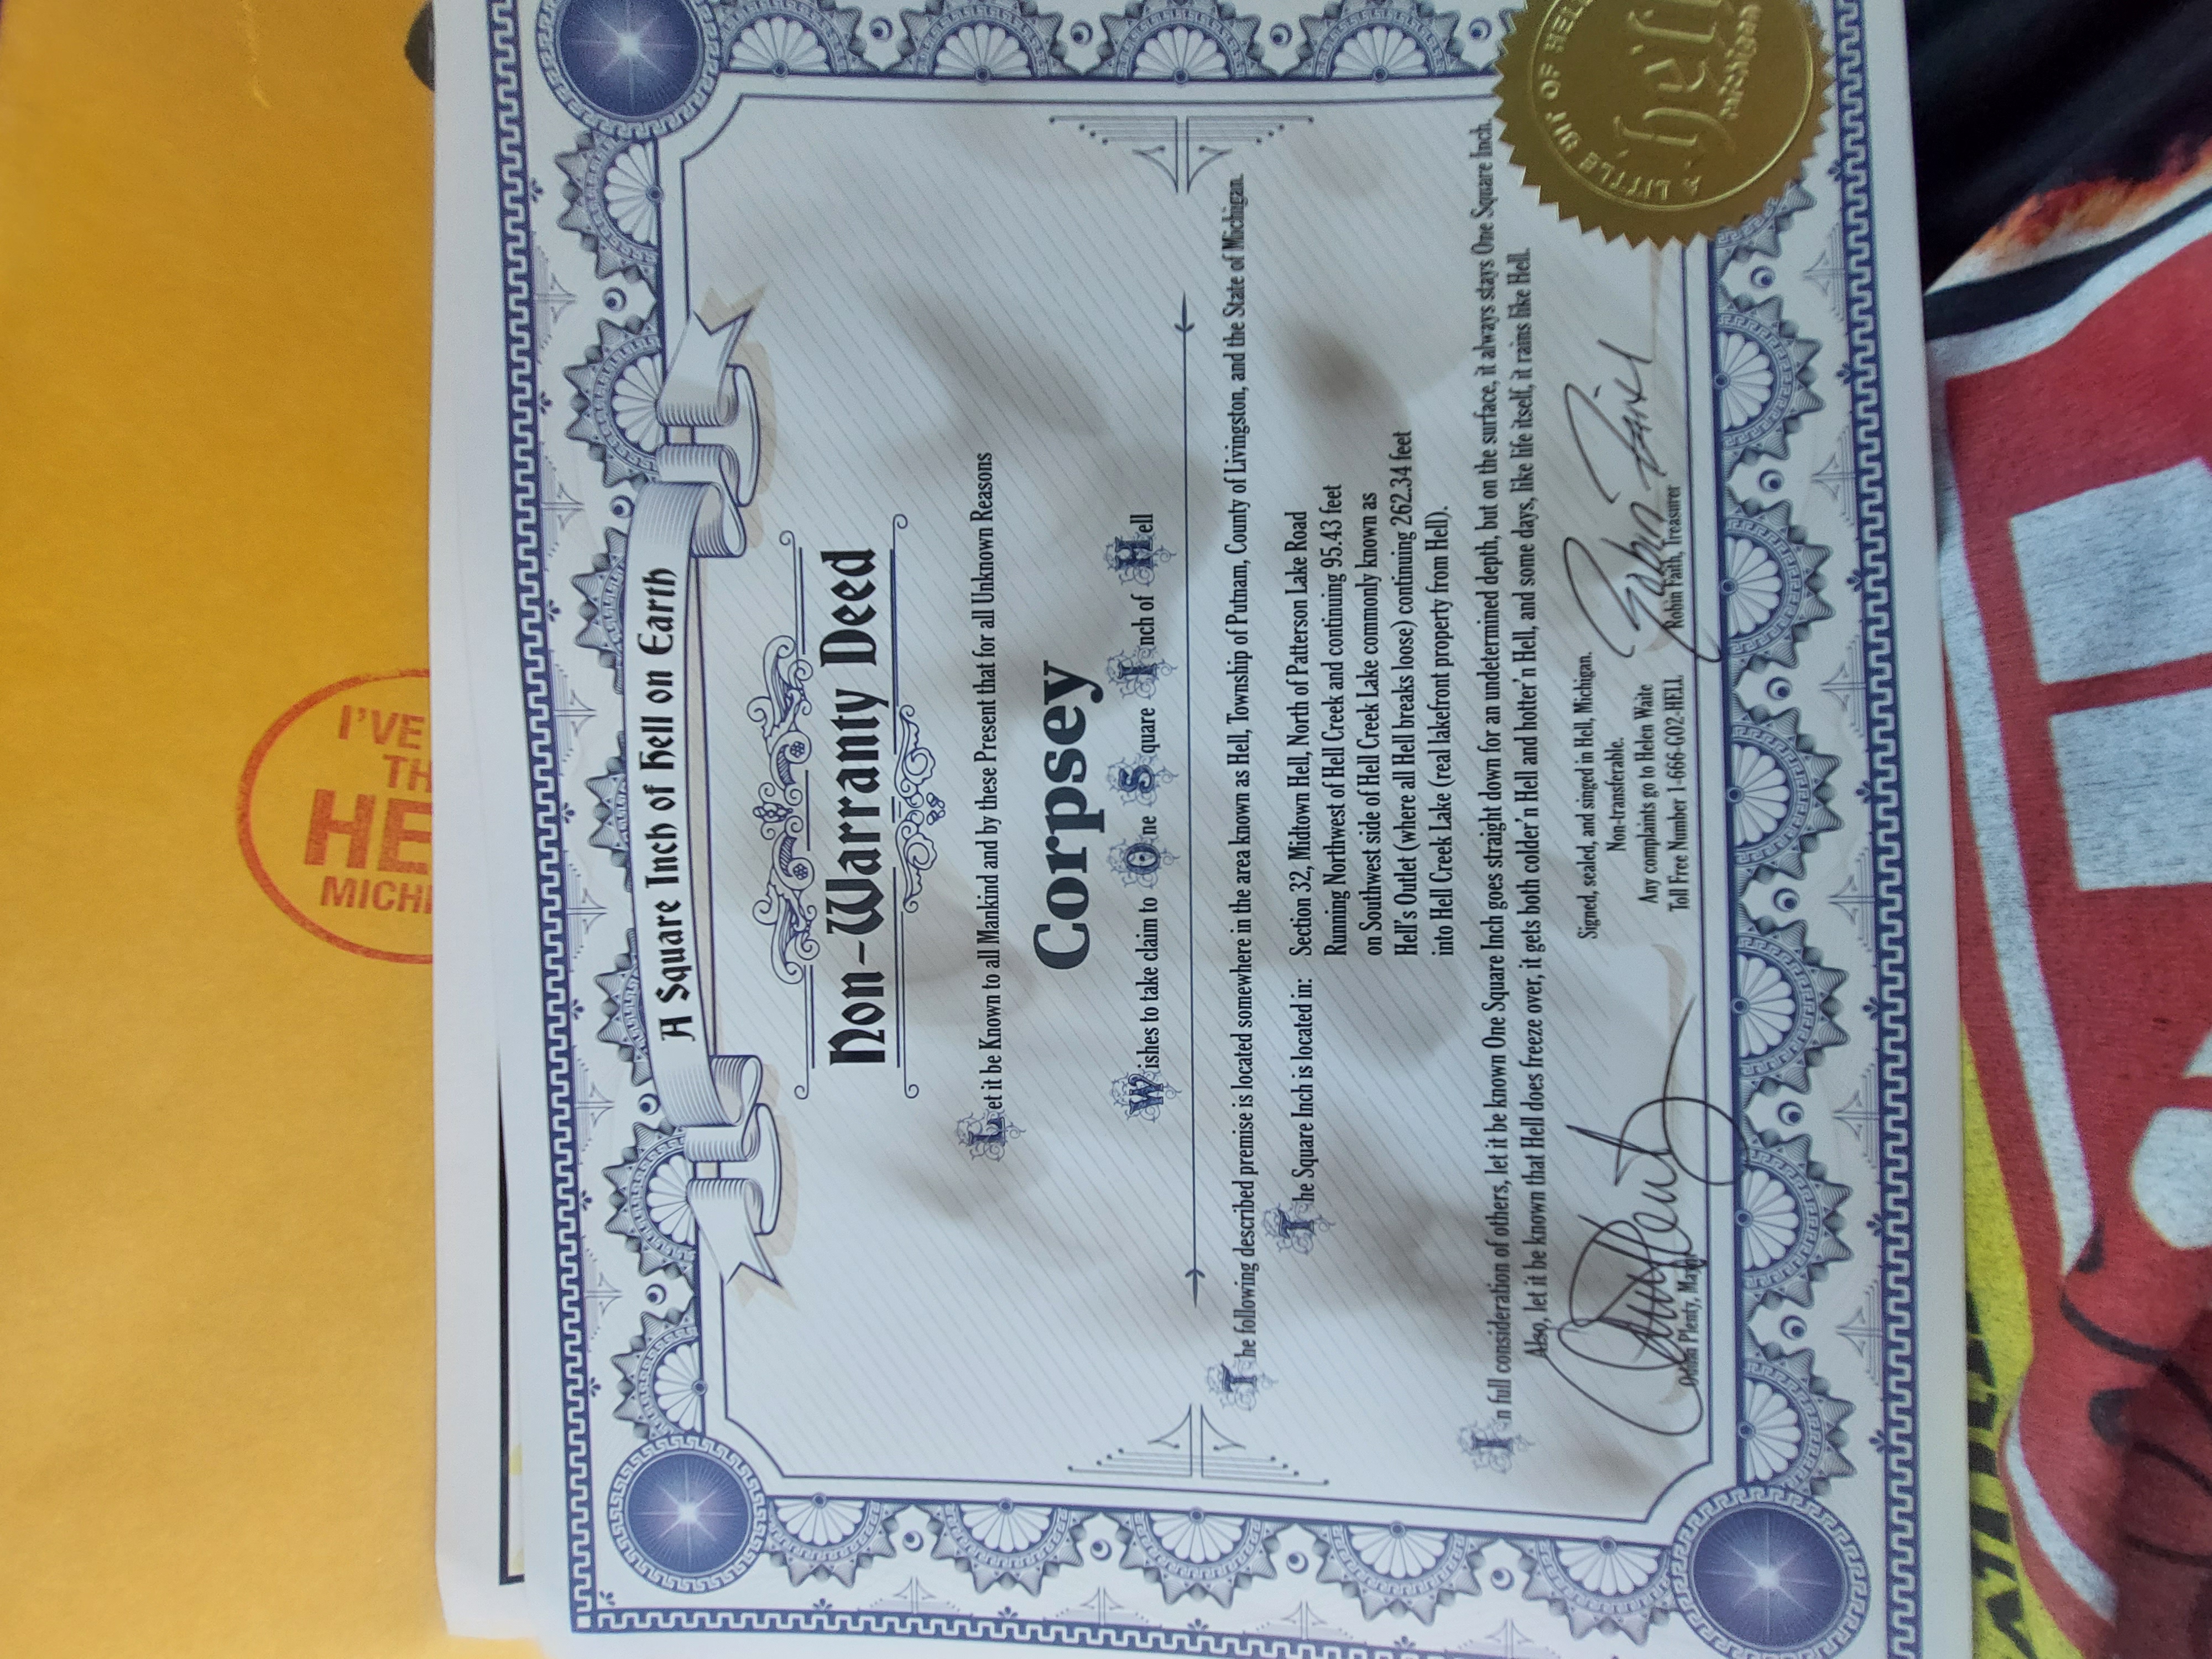 I'VE
TH
HE
MICHI
A Square Inch of Hell on Earth
Non-Warranty Deed
Let it be Known to all Mankind and by these Present that for all Unknown Reasons
Corpsey
Wishes to take claim to One Square Inch of Hell
The following described premise is located somewhere in the area known as Hell, Township of Putnam, County of Livingston, and the State of Michigan.
The Square Inch is located in: Section 32, Midtown Hell, North of Patterson Lake Road
Running Northwest of Hell Creek and continuing 95.43 feet
on Southwest side of Hell Creek Lake commonly known as
Hell's Outlet (where all Hell breaks loose) continuing 262.34 feet
into Hell Creek Lake (real lakefront property from Hell).
In full consideration of others, let it be known One Square Inch goes straight down for an undetermined depth, but on the surface, it always stays One Square Inch.
Also, let it be known that Hell does freeze over, it gets both colder'n Hell and hotter'n Hell, and some days, like life itself, it rains like Hell.
Signed, sealed, and singed in Hell, Michigan.
Non-transferable.
Any complaints go to Helen Waite
Toll Free Number 1-666-GO2-HELL
Odum Plenty, Mayor
Robin Faith, Treasurer
A LITTLE BIT OF HELL
hell
michigan